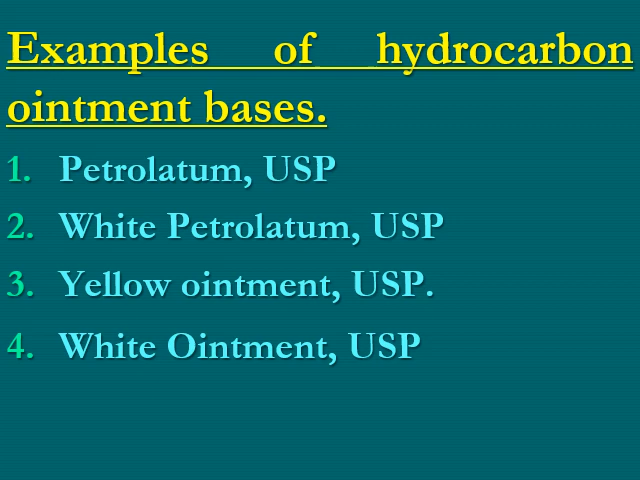 Examples of hydrocarbon
ointment bases.
1. Petrolatum, USP
2. White Petrolatum, USP
3. Yellow ointment, USP.
4. White Ointment, USP